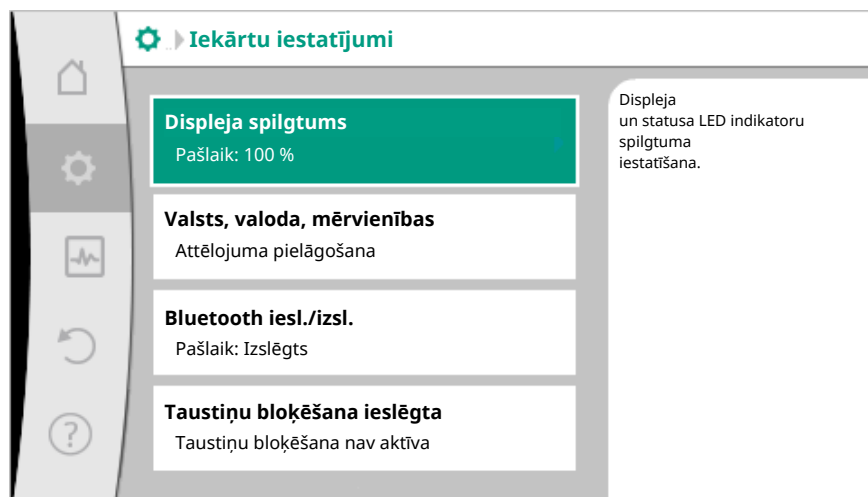 Iekārtu iestatījumi
Displeja spilgtums
Pašlaik: 100 %
Valsts, valoda, mērvienības
Attēlojuma pielāgošana
Bluetooth iesl./izsl.
Pašlaik: Izslēgts
Taustiņu bloķēšana ieslēgta
Taustiņu bloķēšana nav aktīva
Displeja
un statusa LED indikatoru
spilgtuma
iestatīšana.
?